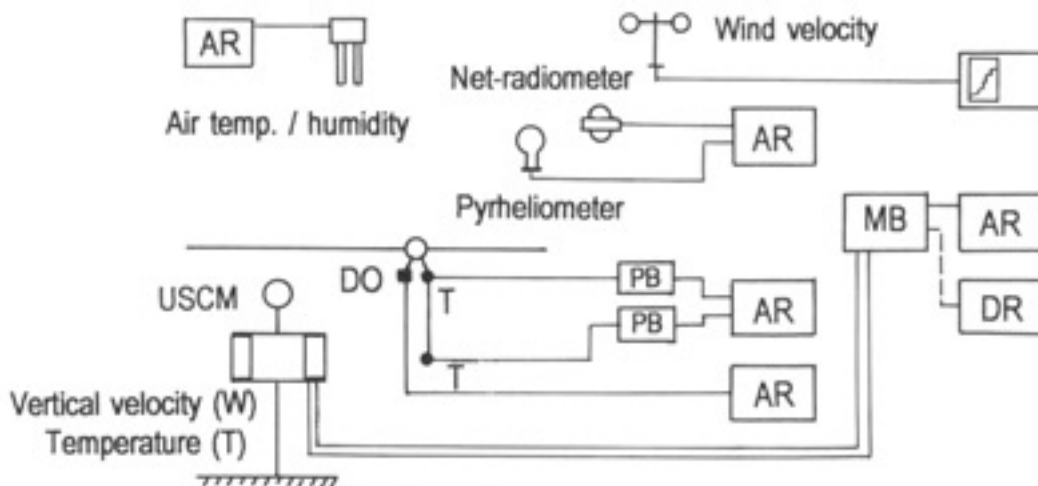 AR
Air temp. / humidity
Wind velocity
Net-radiometer
AR
Pyrheliometer
MB
AR
DR
USCM
DO
T
PB
PB
AR
T
AR
Vertical velocity (W)
Temperature (T)